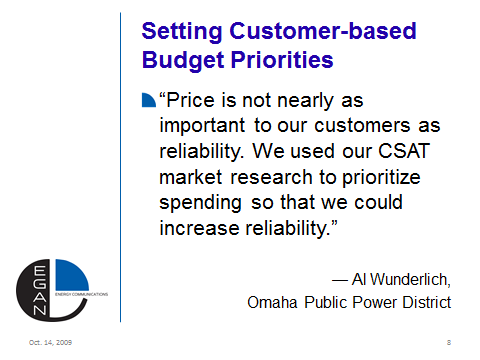 Setting Customer-based
Budget Priorities
“Price is not nearly as
important to our customers as
reliability. We used our CSAT
market research to prioritize
spending so that we could
increase reliability.”
— Al Wunderlich,
Omaha Public Power District
EGAN
ENERGY COMMUNICATIONS
Oct. 14, 2009
8